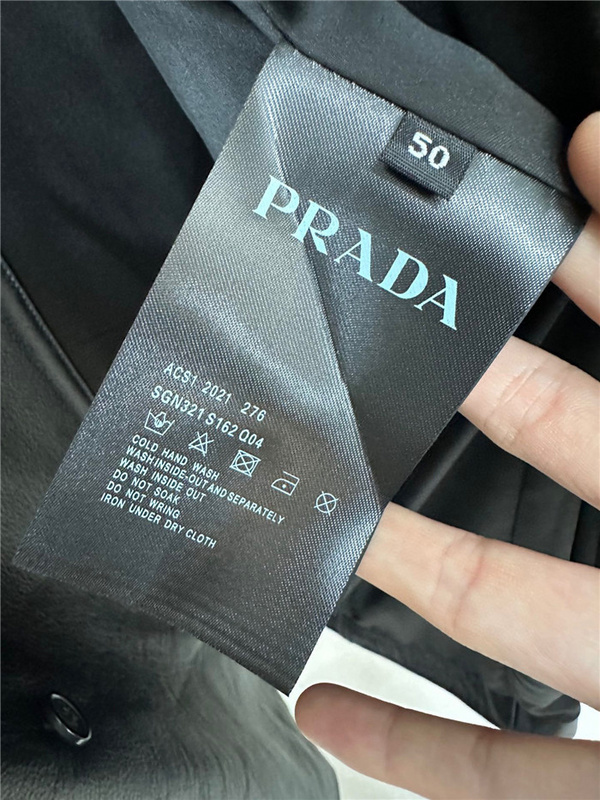 50
PRADA
ACS1 2021 276
SGN321 S162 Q04
COLD HAND WASH
WASH INSIDE-OUT AND SEPARATELY
WASH INSIDE OUT
DO NOT SOAK
DO NOT WRING
IRON UNDER DRY CLOTH